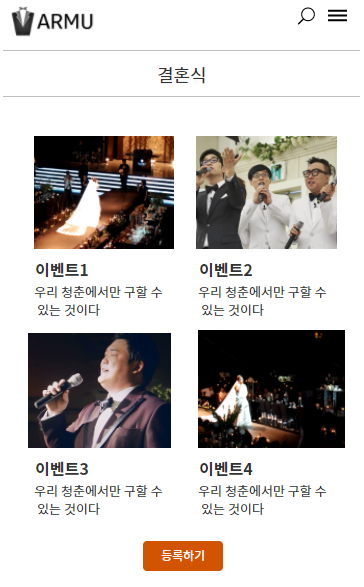 ARMU
결혼식
이벤트1
우리 청춘에서만 구할 수
있는 것이다
이벤트2
우리 청춘에서만 구할 수
있는 것이다
이벤트3
우리 청춘에서만 구할 수
있는 것이다
이벤트4
우리 청춘에서만 구할 수
있는 것이다
등록하기